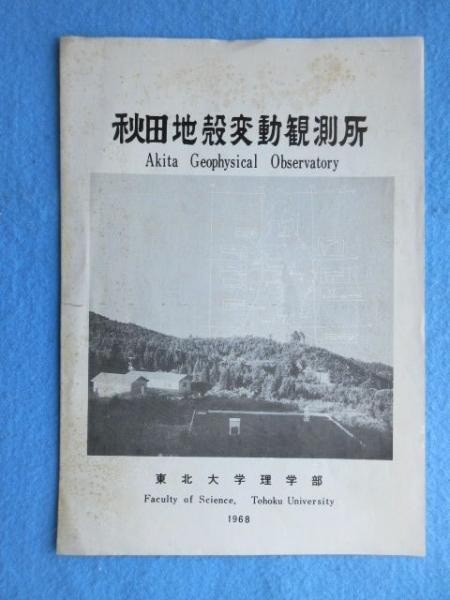 秋田地殻変動観測所
Akita Geophysical Observatory
東北大学理学部
Faculty of Science, Tohoku University
1968